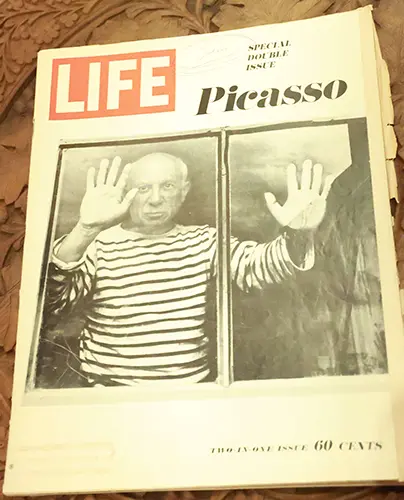 LIFE
SPECIAL
DOUBLE
ISSUE
Picasso
TWO-IN-ONE ISSUE 60 CENTS